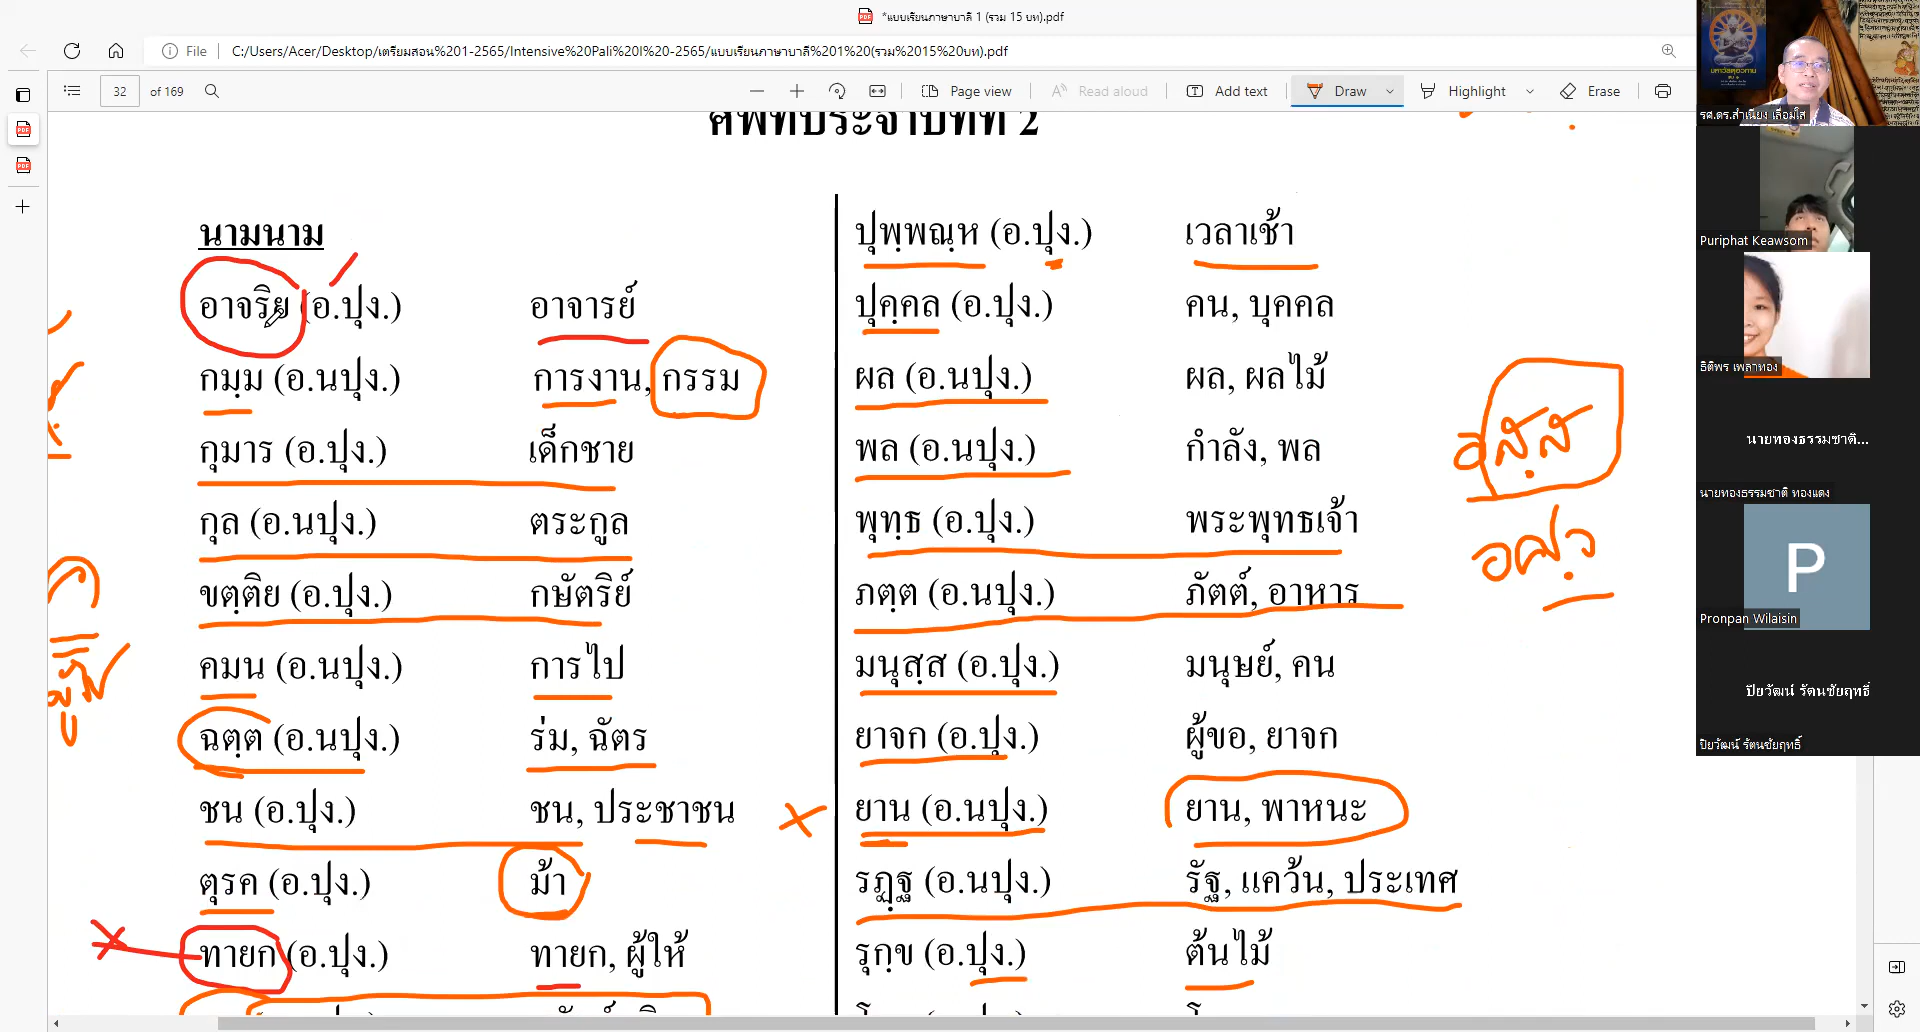 *แบบเรียนภาษาบาลี 1 (รวม 15 บท).pdf
File C:/Users/Acer/Desktop/เตรียมสอน%201-2565/Intensive%20Pali%20I%20-2565/แบบเรียนภาษาบาลี%201%20(รวม%2015%20บท).pdf
32 of 169 Page view Read aloud Add text Draw Highlight Erase
ศัพท์ประจำบทที่ 2
นามนาม
อาจริย (อ.ปุง.) อาจารย์
กมฺม (อ.นปุง.) การงาน, กรรม
กุมาร (อ.ปุง.) เด็กชาย
กุล (อ.นปุง.) ตระกูล
ขตฺติย (อ.ปุง.) กษัตริย์
คมน (อ.นปุง.) การไป
ฉตฺต (อ.นปุง.) ร่ม, ฉัตร
ชน (อ.ปุง.) ชน, ประชาชน
ตุรค (อ.ปุง.) ม้า
ทายก (อ.ปุง.) ทายก, ผู้ให้
ปุพฺพณฺห (อ.ปุง.) เวลาเช้า
ปุคฺคล (อ.ปุง.) คน, บุคคล
ผล (อ.นปุง.) ผล, ผลไม้
พล (อ.นปุง.) กำลัง, พล
พุทฺธ (อ.ปุง.) พระพุทธเจ้า
ภตฺต (อ.นปุง.) ภัตต์, อาหาร
มนุสฺส (อ.ปุง.) มนุษย์, คน
ยาจก (อ.ปุง.) ผู้ขอ, ยาจก
ยาน (อ.นปุง.) ยาน, พาหนะ
รฏฺฐ (อ.นปุง.) รัฐ, แคว้น, ประเทศ
รุกฺข (อ.ปุง.) ต้นไม้
อสฺส
อศฺว
รศ.ดร.สำเนียง เลื่อมใส
Puriphat Keawsom
ธิติพร เพลาทอง
นายทองธรรมชาติ...
นายทองธรรมชาติ ทองแดง
P
Pronpan Wilaisin
ปิยวัฒน์ รัตนชัยฤทธิ์
ปิยวัฒน์ รัตนชัยฤทธิ์